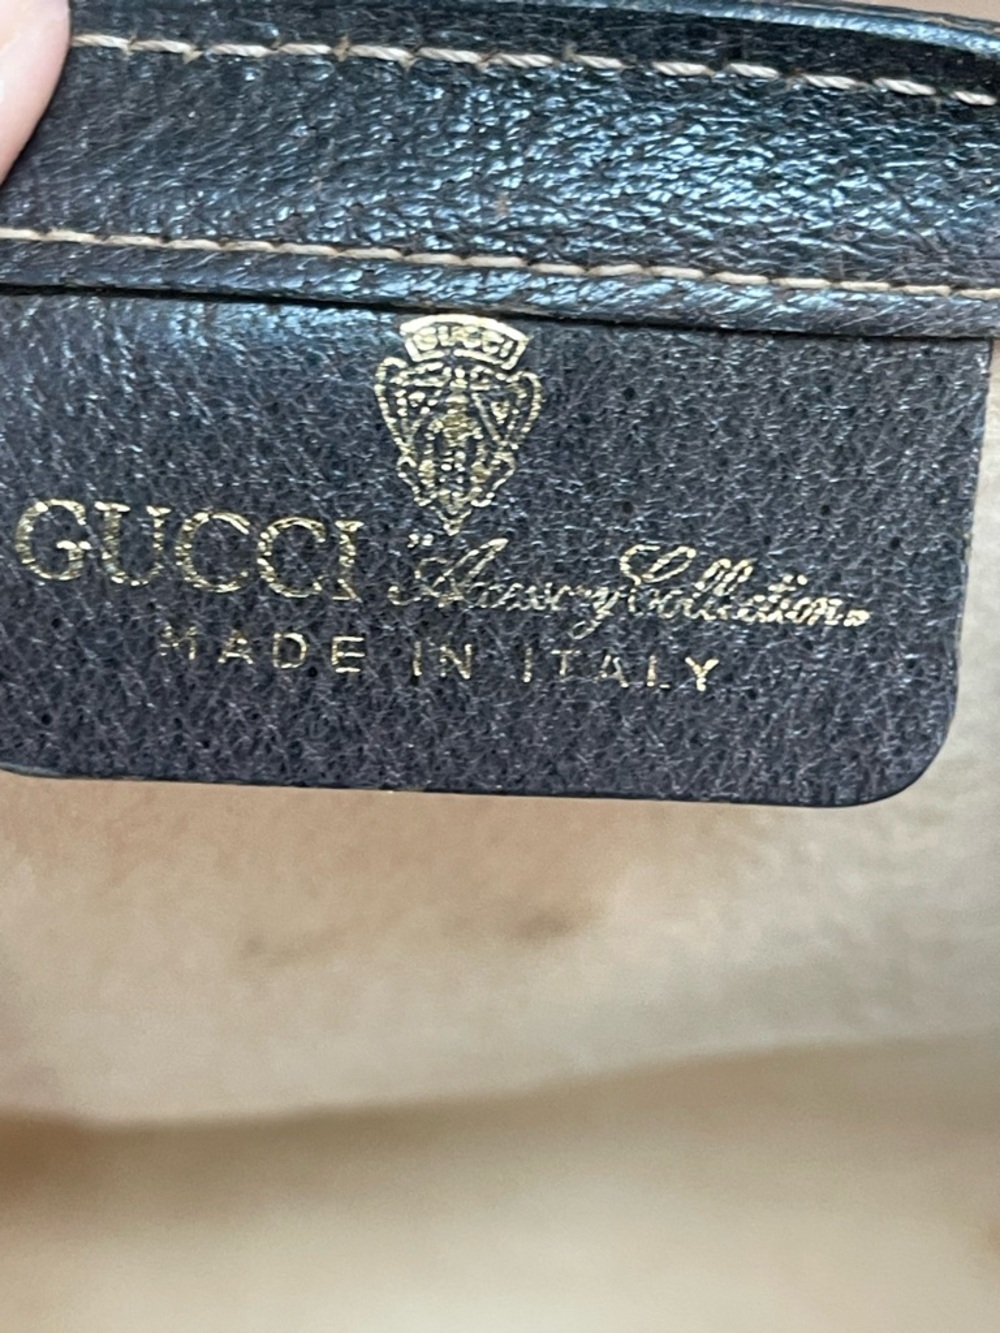 GUCCI
GUCCI "Accessory Collection"
MADE IN ITALY